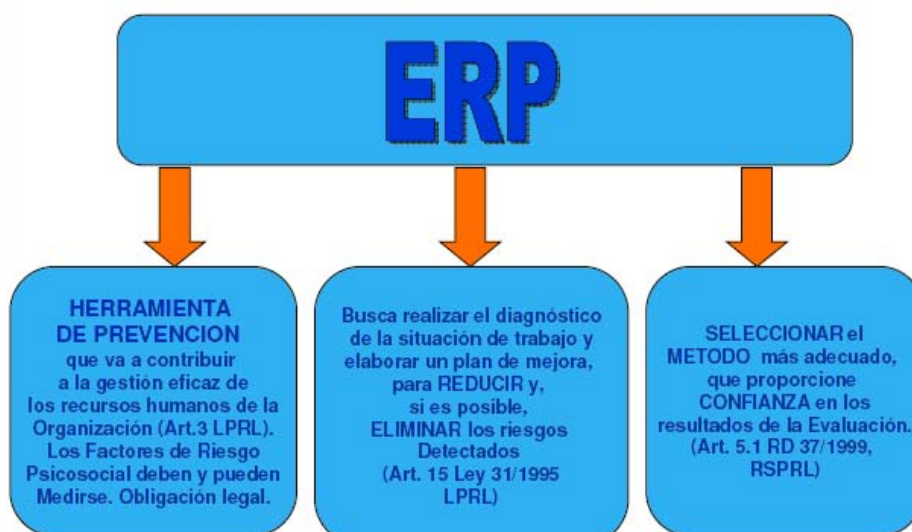 ERP
HERRAMIENTA
DE PREVENCION
que va a contribuir
a la gestión eficaz de
los recursos humanos de la
Organización (Art.3 LPRL).
Los Factores de Riesgo
Psicosocial deben y pueden
Medirse. Obligación legal.
Busca realizar el diagnóstico
de la situación de trabajo y
elaborar un plan de mejora,
para REDUCIR y,
si es posible,
ELIMINAR los riesgos
Detectados
(Art. 15 Ley 31/1995
LPRL)
SELECCIONAR el
METODO más adecuado,
que proporcione
CONFIANZA en los
resultados de la Evaluación.
(Art. 5.1 RD 37/1999,
RSPRL)